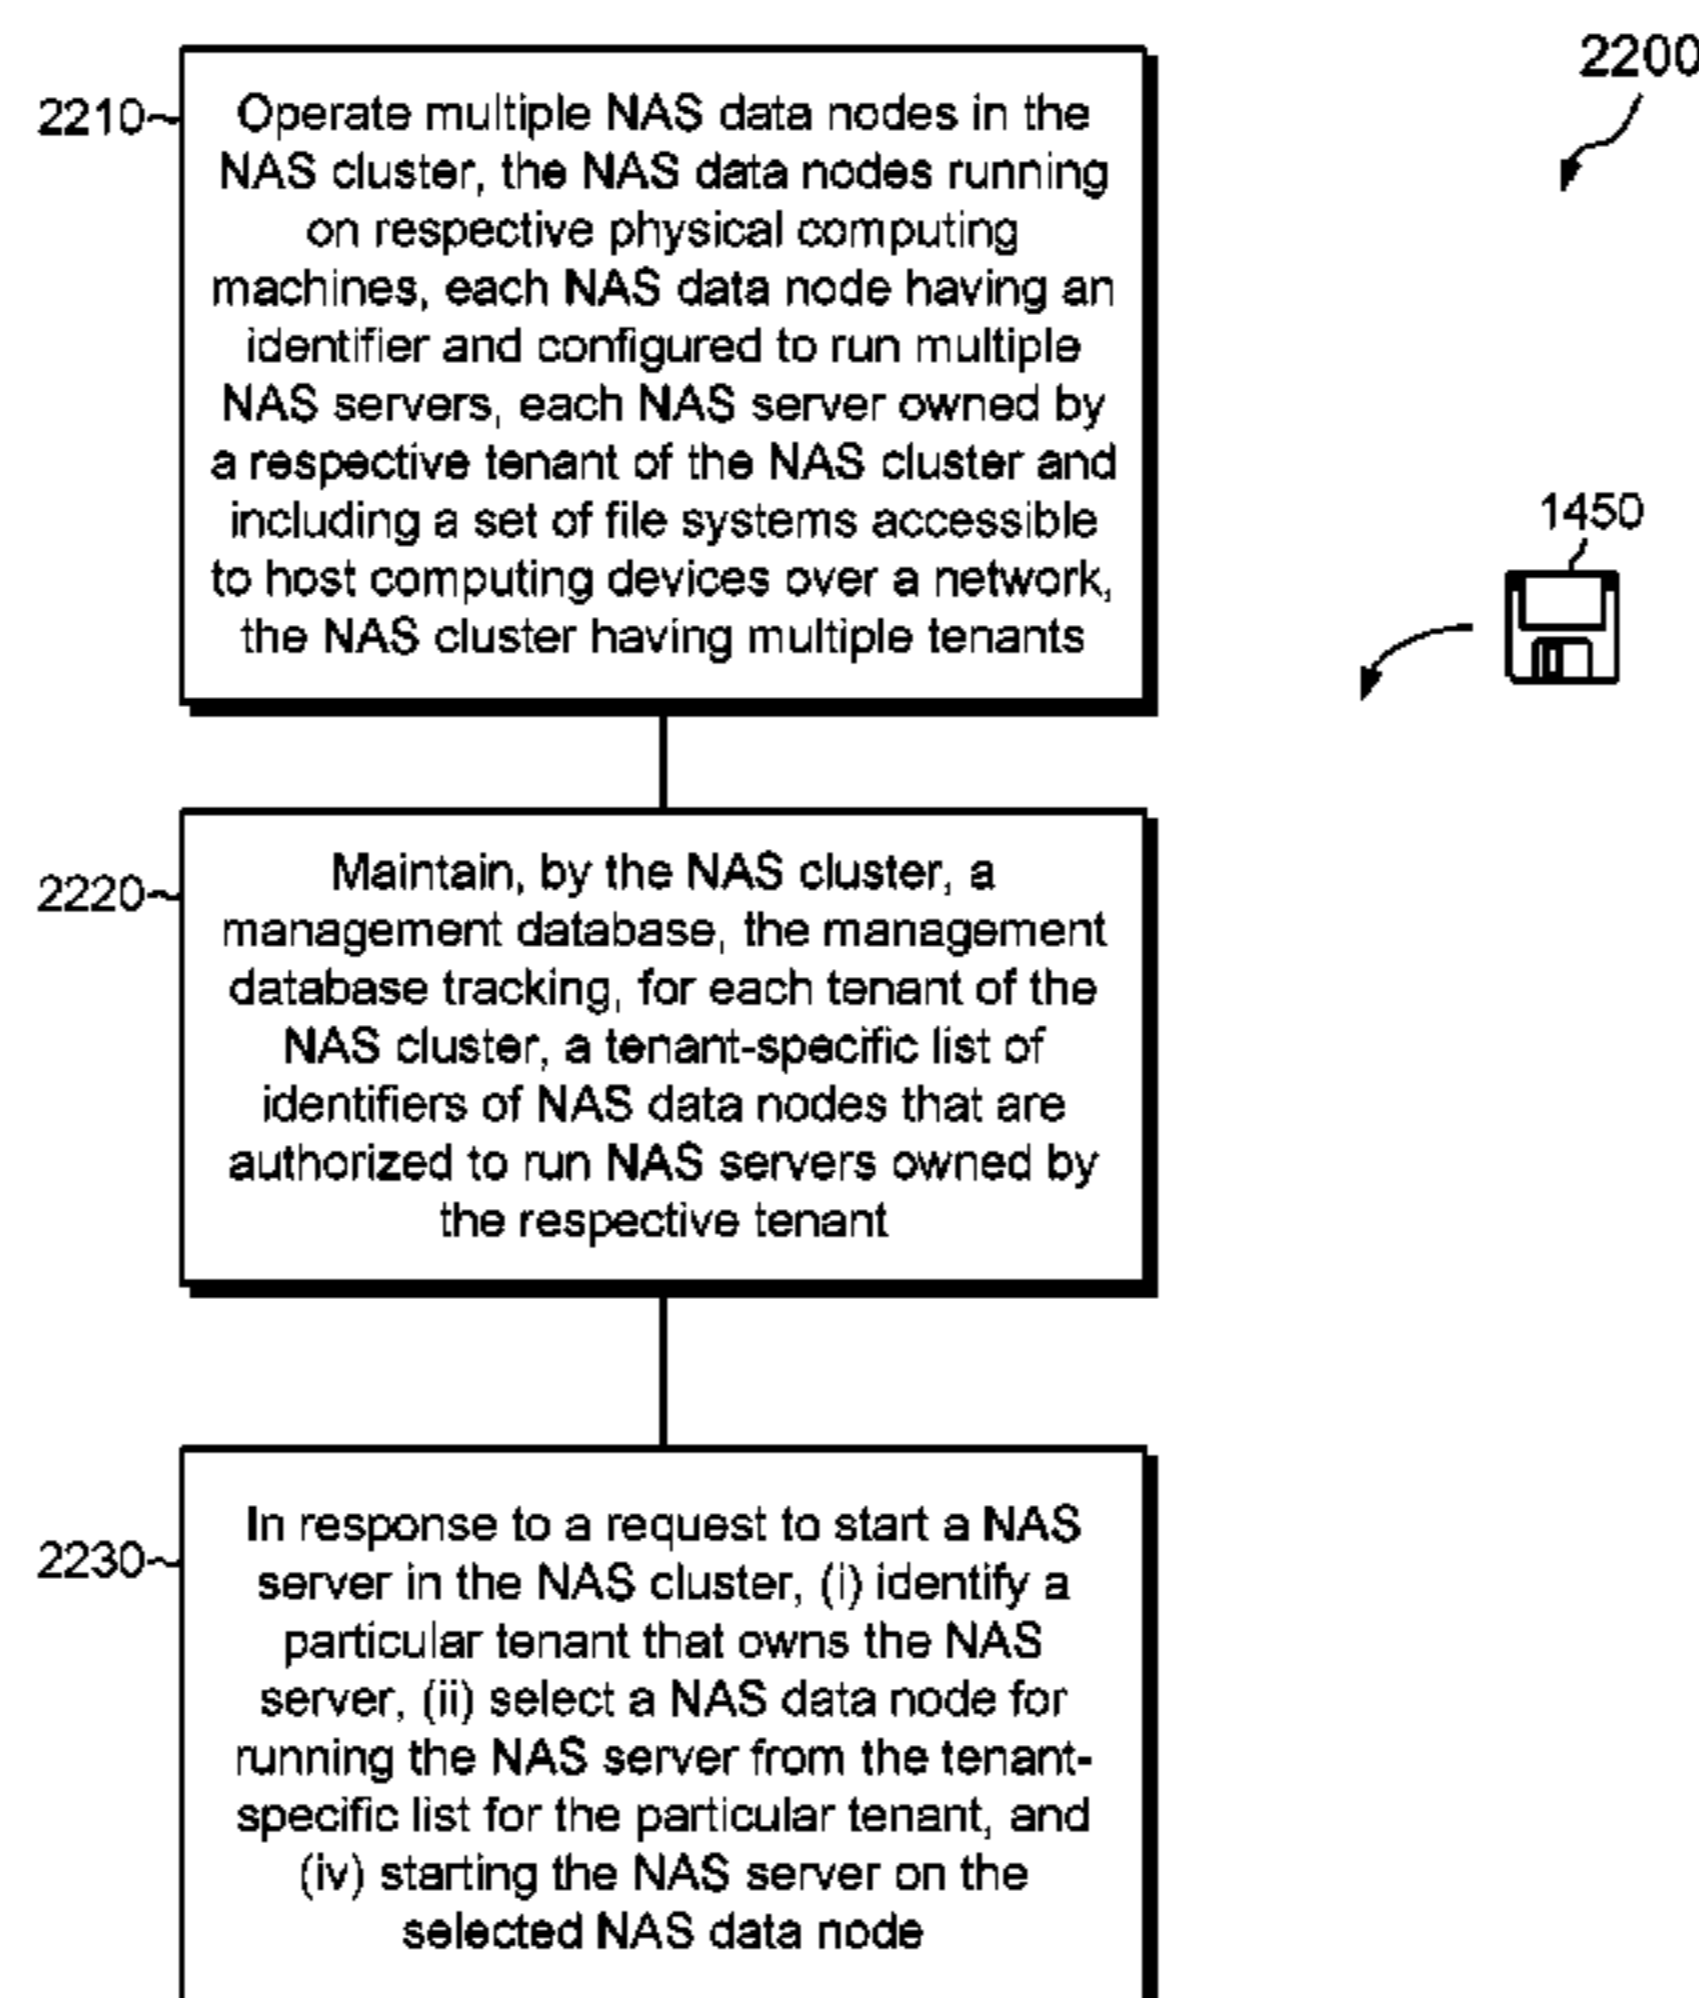 2200
2210
Operate multiple NAS data nodes in the
NAS cluster, the NAS data nodes running
on respective physical computing
machines, each NAS data node having an
identifier and configured to run multiple
NAS servers, each NAS server owned by
a respective tenant of the NAS cluster and
including a set of file systems accessible
to host computing devices over a network,
the NAS cluster having multiple tenants
1450
2220
Maintain, by the NAS cluster, a
management database, the management
database tracking, for each tenant of the
NAS cluster, a tenant-specific list of
identifiers of NAS data nodes that are
authorized to run NAS servers owned by
the respective tenant
2230
In response to a request to start a NAS
server in the NAS cluster, (i) identify a
particular tenant that owns the NAS
server, (ii) select a NAS data node for
running the NAS server from the tenant-
specific list for the particular tenant, and
(iv) starting the NAS server on the
selected NAS data node